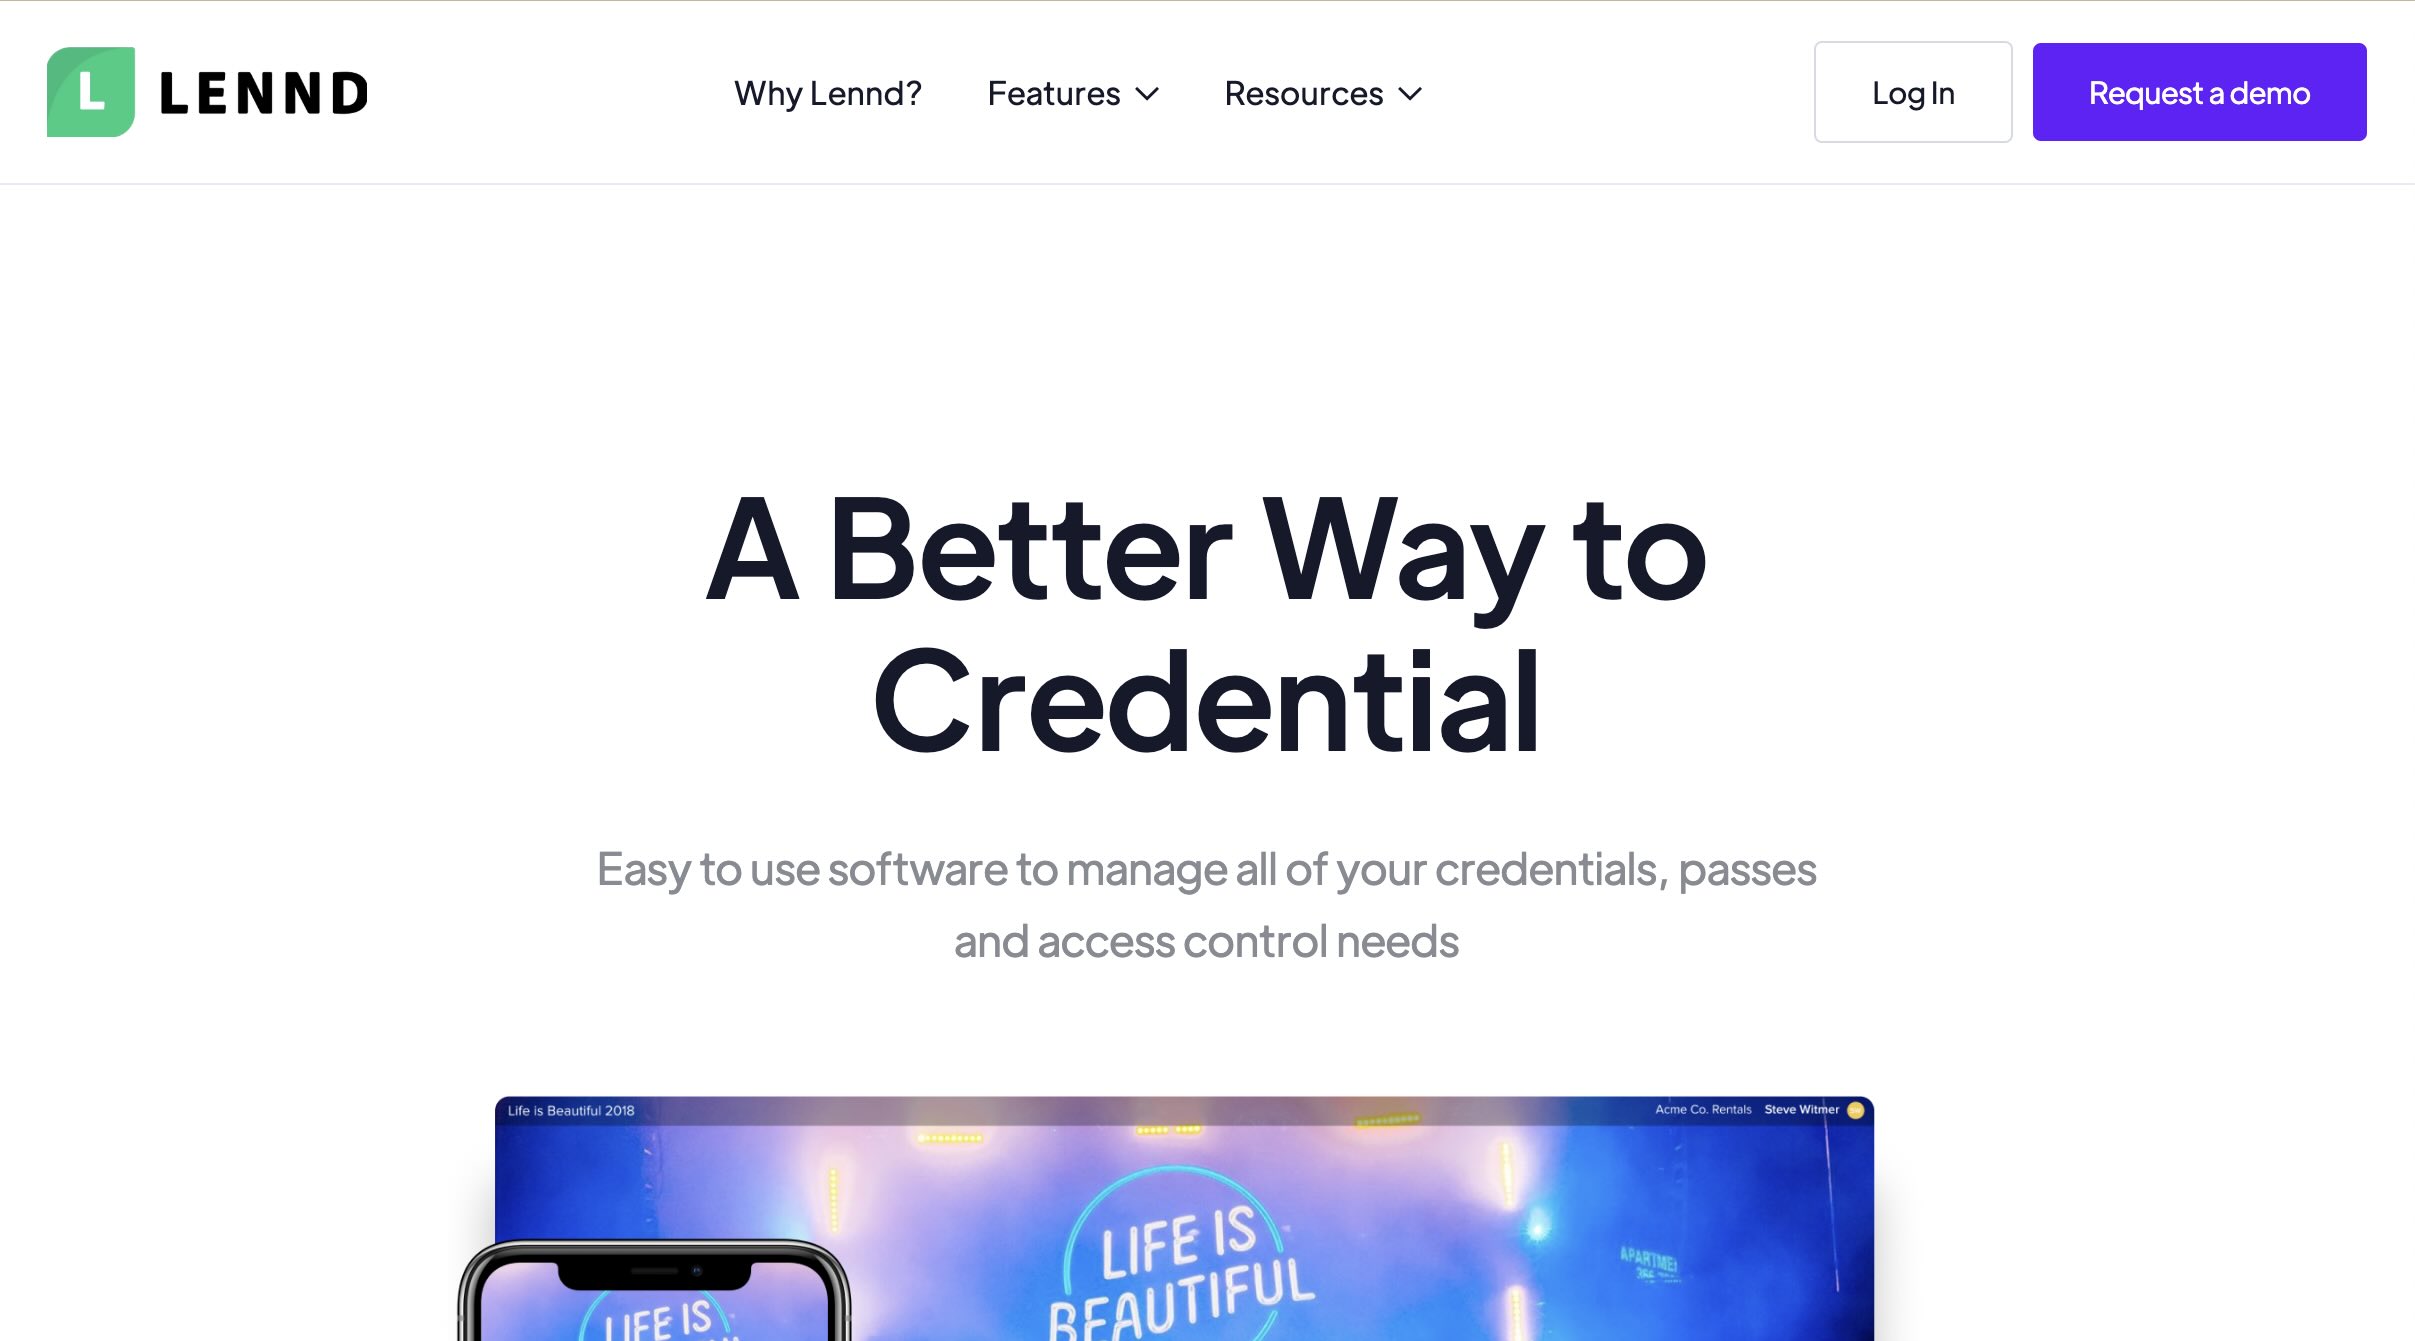 L LENND
Why Lennd?
Features
Resources
Log In
Request a demo
A Better Way to
Credential
Easy to use software to manage all of your credentials, passes
and access control needs
Life is Beautiful 2018
Acme Co. Rentals Steve Witmer
LIFE IS
BEAUTIFUL
LIFE IS